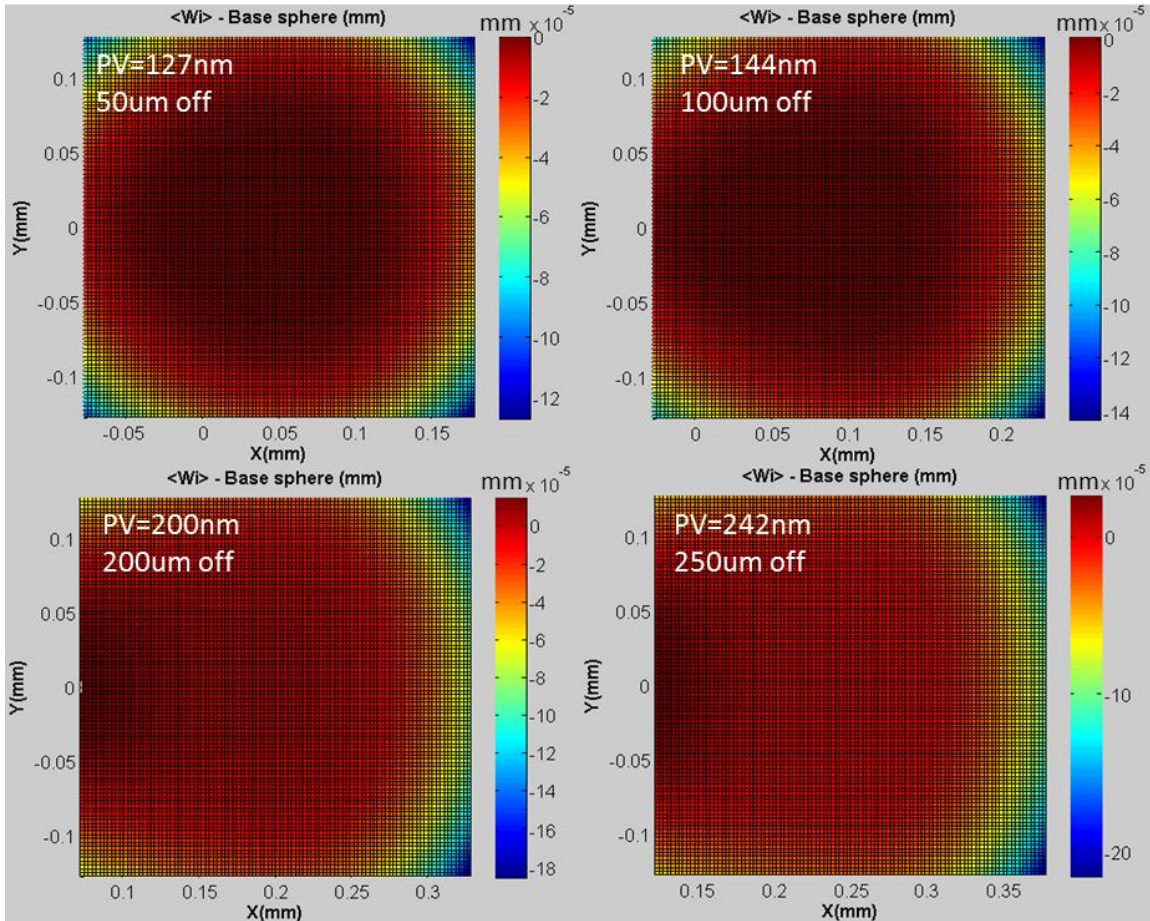 <Wi> - Base sphere (mm)
mm x 10^-5
PV=127nm
50um off
0
-2
-4
-6
-8
-10
-12
0.1
0.05
0
-0.05
-0.1
Y(mm)
-0.05 0 0.05 0.1 0.15
X(mm)
<Wi> - Base sphere (mm)
mm x 10^-5
PV=144nm
100um off
0
-2
-4
-6
-8
-10
-12
-14
0.1
0.05
0
-0.05
-0.1
Y(mm)
0 0.05 0.1 0.15 0.2
X(mm)
<Wi> - Base sphere (mm)
mm x 10^-5
PV=200nm
200um off
0
-2
-4
-6
-8
-10
-12
-14
-16
-18
0.1
0.05
0
-0.05
-0.1
Y(mm)
0.1 0.15 0.2 0.25 0.3
X(mm)
<Wi> - Base sphere (mm)
mm x 10^-5
PV=242nm
250um off
0
-10
-20
0.1
0.05
0
-0.05
-0.1
Y(mm)
0.15 0.2 0.25 0.3 0.35
X(mm)